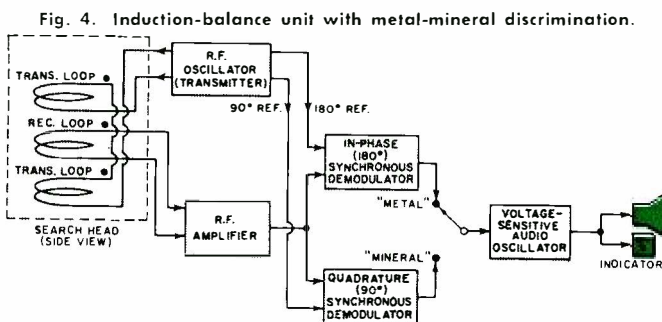 Fig. 4. Induction-balance unit with metal-mineral discrimination.
TRANS. LOOP
REC. LOOP
TRANS. LOOP
SEARCH HEAD
(SIDE VIEW)
R.F.
OSCILLATOR
(TRANSMITTER)
90° REF.
180° REF.
R.F.
AMPLIFIER
IN-PHASE
(180°)
SYNCHRONOUS
DEMODULATOR
"METAL"
"MINERAL"
QUADRATURE
(90°)
SYNCHRONOUS
DEMODULATOR
VOLTAGE-
SENSITIVE
AUDIO
OSCILLATOR
INDICATOR